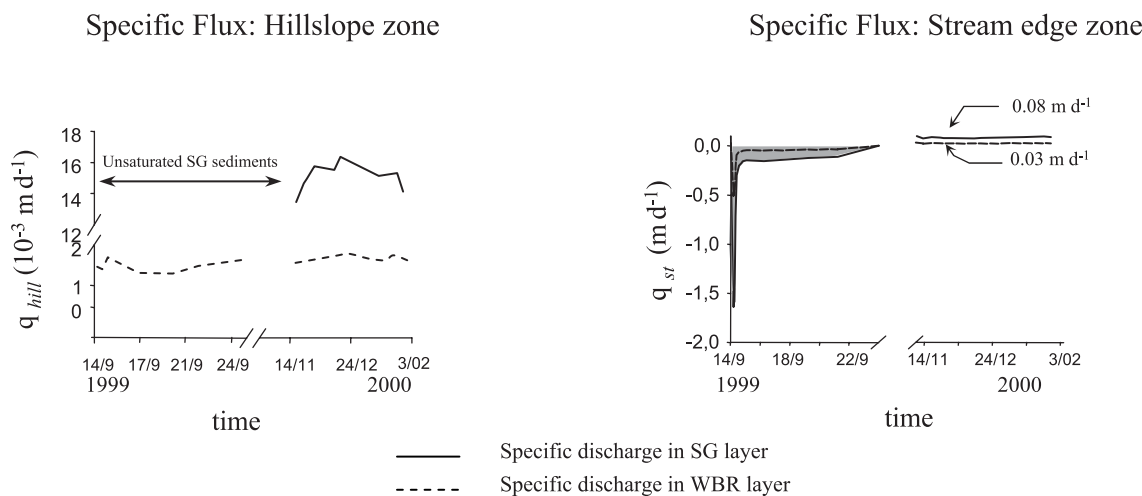 Specific Flux: Hillslope zone
Specific Flux: Stream edge zone
q hill (10-3 m d-1)
18
16
14
12
2
1
0
Unsaturated SG sediments
14/9 17/9 21/9 24/9 14/11 24/12 3/02
1999 2000
time
q st (m d-1)
0,0
-0,5
-1,0
-1,5
-2,0
0.08 m d-1
0.03 m d-1
14/9 18/9 22/9 14/11 24/11 3/02
1999 2000
time
Specific discharge in SG layer
Specific discharge in WBR layer